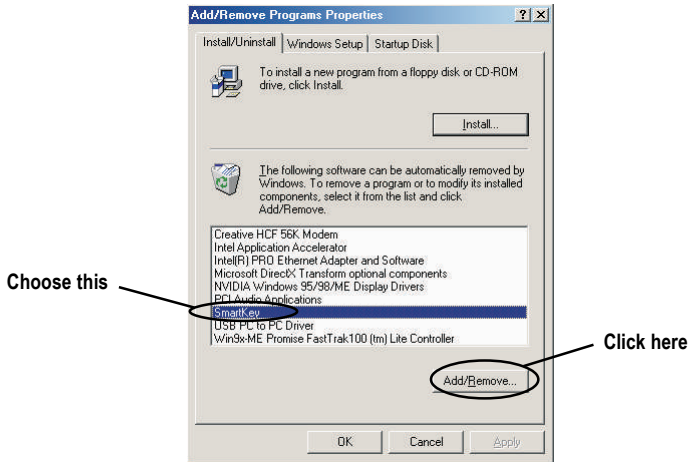 Add/Remove Programs Properties
Install/Uninstall Windows Setup Startup Disk
To install a new program from a floppy disk or CD-ROM
drive, click Install.
Install...
The following software can be automatically removed by
Windows. To remove a program or to modify its installed
components, select it from the list and click
Add/Remove.
Creative HCF 56K Modem
Intel Application Accelerator
Intel(R) PRO Ethernet Adapter and Software
Microsoft DirectX Transform optional components
NVIDIA Windows 95/98/ME Display Drivers
PCI Audio Applications
SmartKey
USB PC to PC Driver
Win9x-ME Promise FastTrak100 (tm) Lite Controller
Choose this
Click here
Add/Remove...
OK Cancel Apply